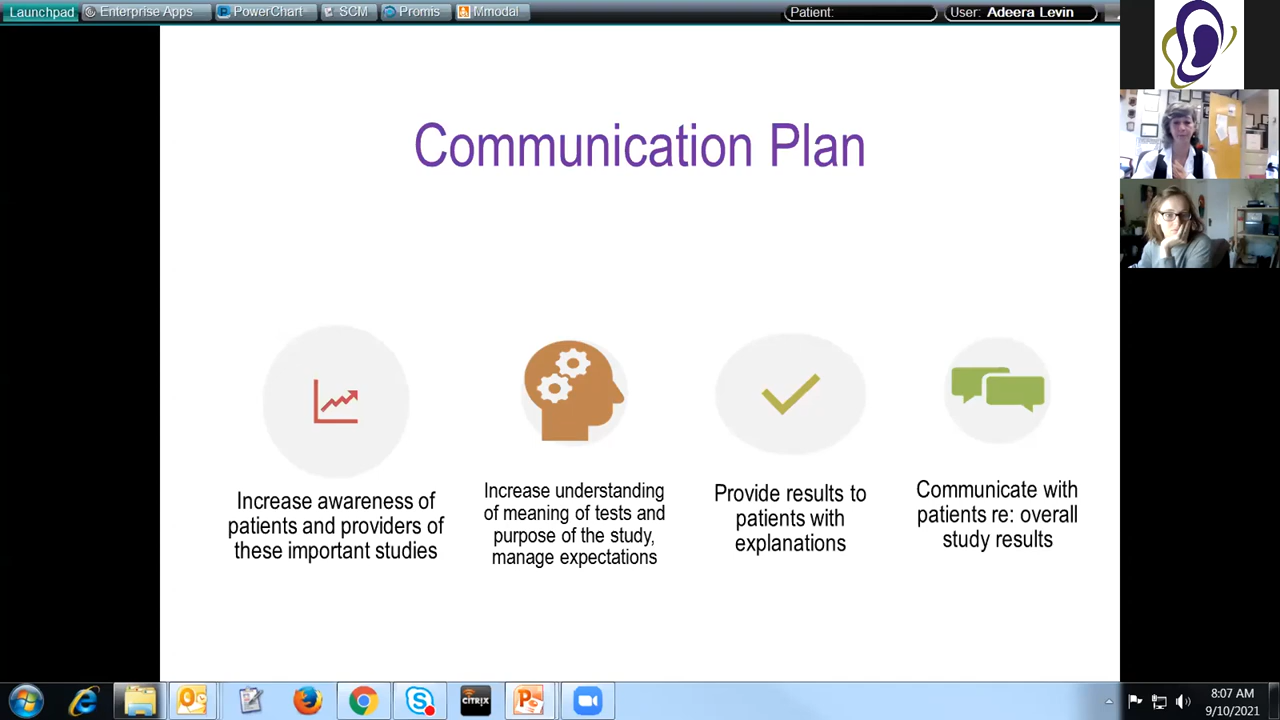 Launchpad Enterprise Apps PowerChart SCM Promis Mmodal Patient: User: Adeera Levin
Communication Plan
Increase awareness of
patients and providers of
these important studies
Increase understanding
of meaning of tests and
purpose of the study,
manage expectations
Provide results to
patients with
explanations
Communicate with
patients re: overall
study results
CITRIX
8:07 AM
9/10/2021